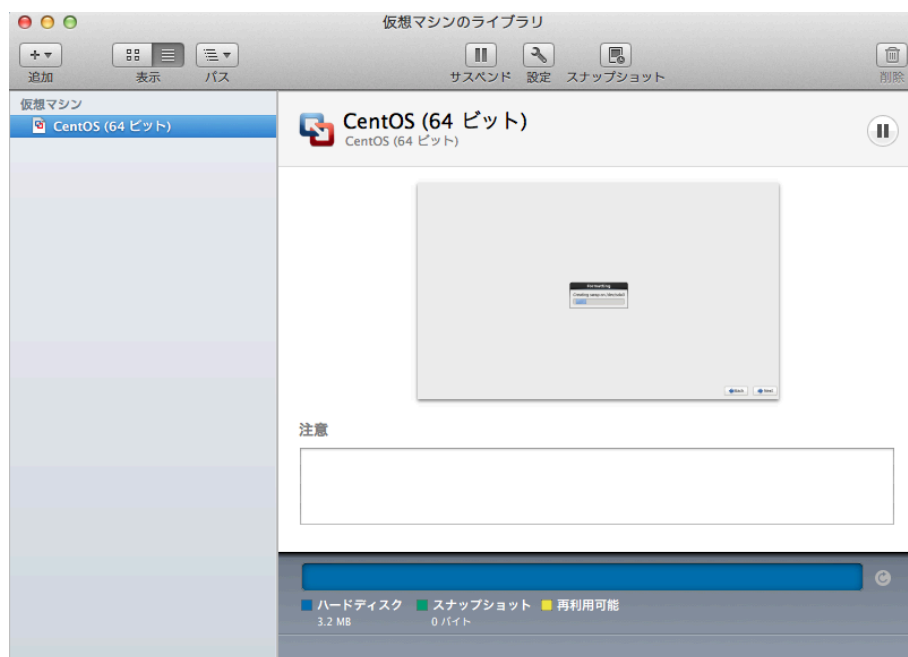 仮想マシンのライブラリ
追加
表示
パス
サスペンド
設定
スナップショット
削除
仮想マシン
CentOS (64 ビット)
CentOS (64 ビット)
CentOS (64 ビット)
Formatting
Back
Next
注意
ハードディスク
3.2 MB
スナップショット
0 バイト
再利用可能